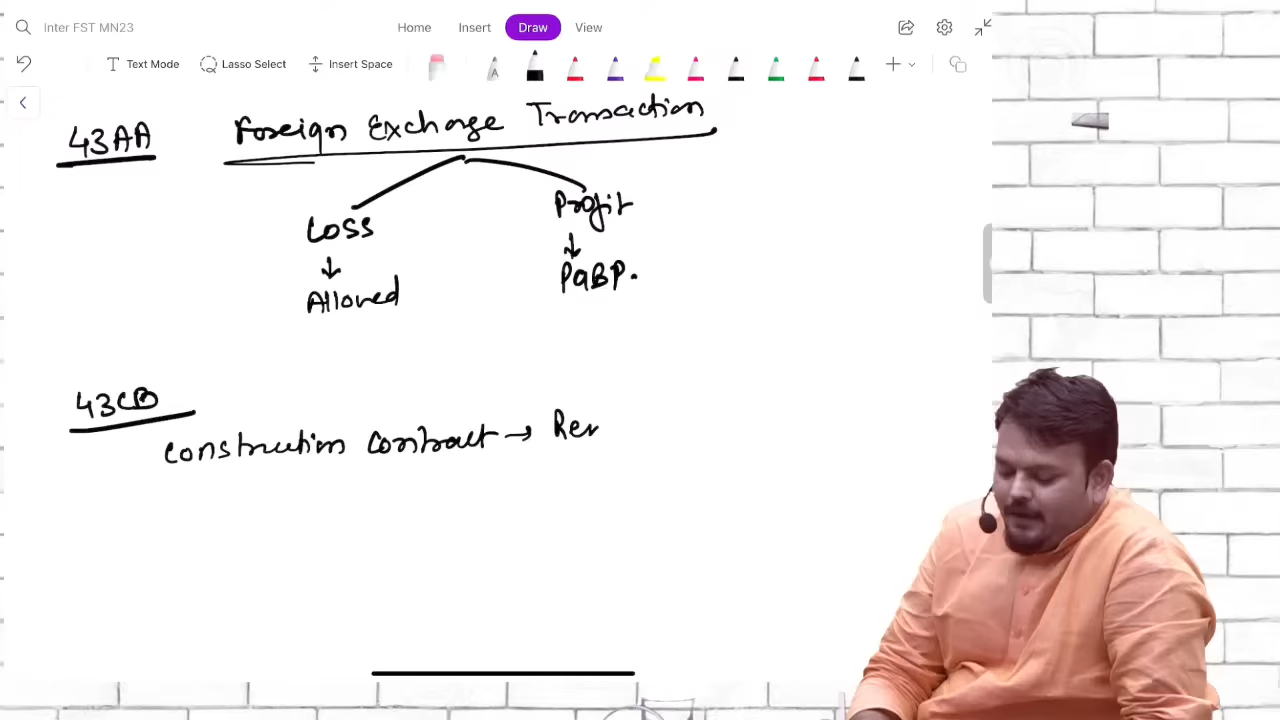 Inter FST MN23
Home Insert Draw View
Text Mode Lasso Select Insert Space
A
43AA Foreign Exchange Transaction
Loss Profit
Allowed PGBP.
43CB
construction contract → Rev